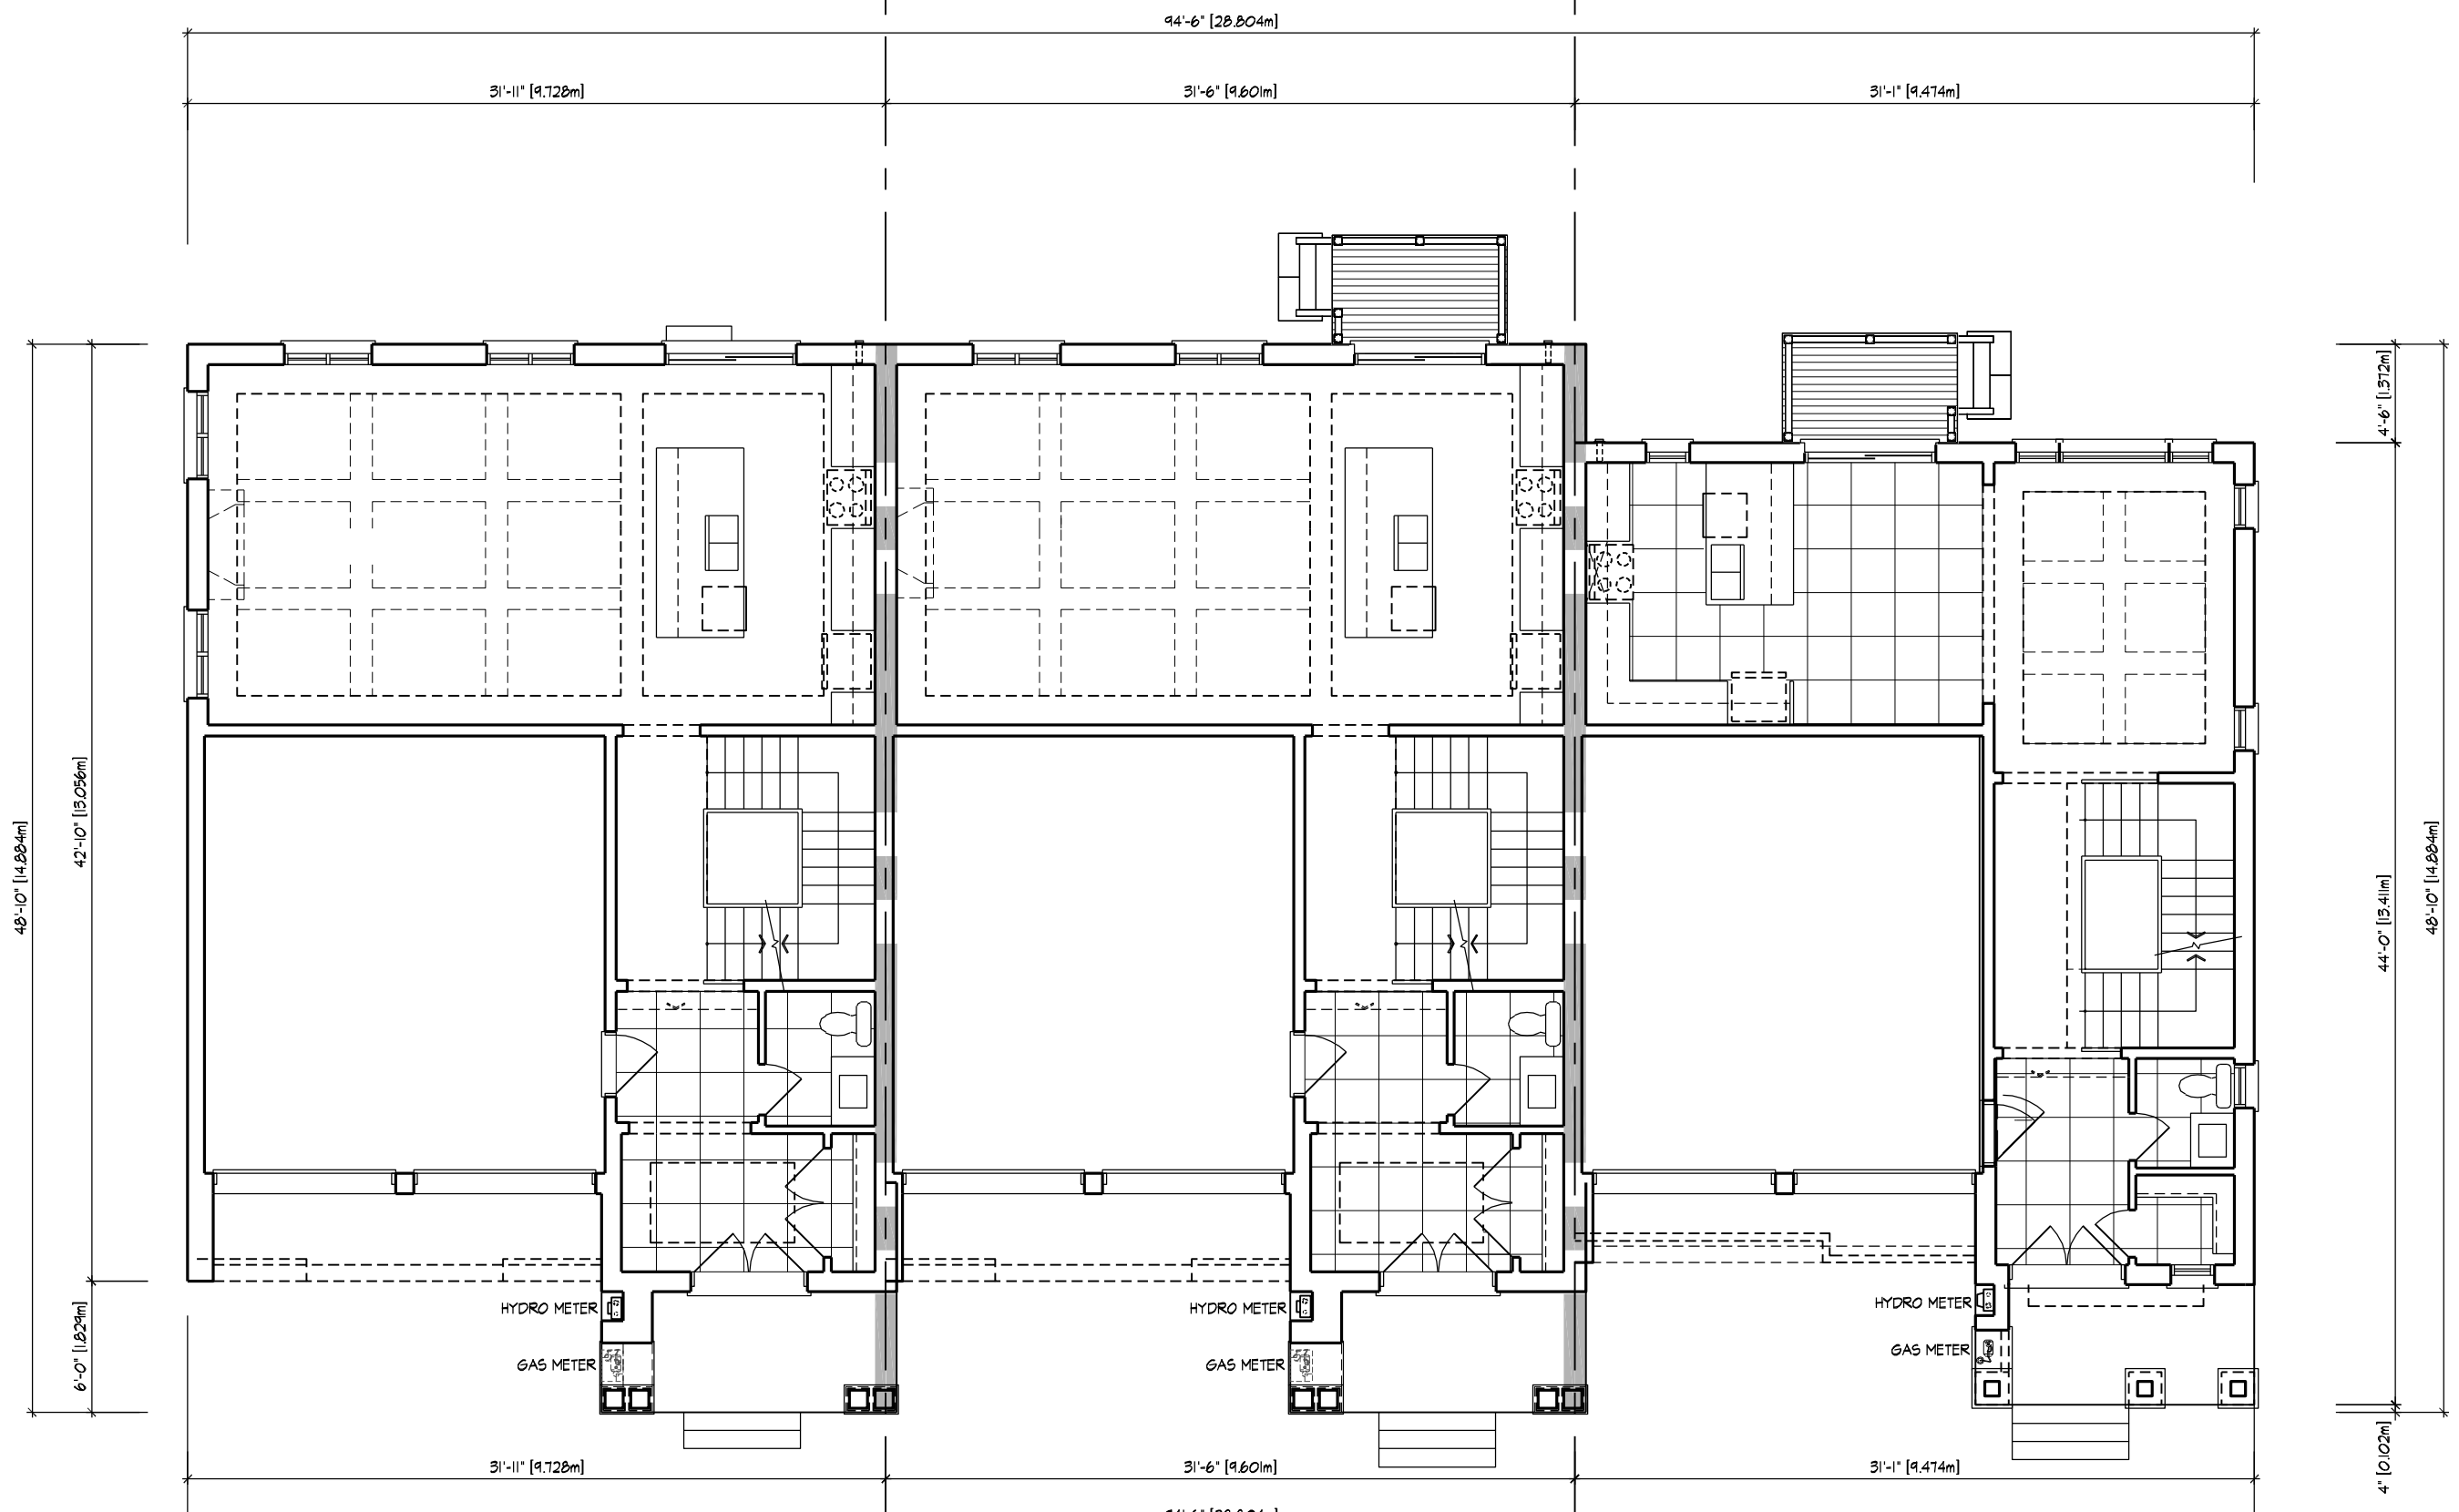 94'-6" [28.804m]
31'-11" [9.728m]
31'-6" [9.601m]
31'-1" [9.474m]
4'-6" [1.372m]
42'-10" [13.056m]
48'-10" [14.884m]
44'-0" [13.411m]
48'-10" [14.884m]
HYDRO METER
HYDRO METER
HYDRO METER
GAS METER
GAS METER
GAS METER
6'-0" [1.829m]
4" [0.102m]
31'-11" [9.728m]
31'-6" [9.601m]
31'-1" [9.474m]